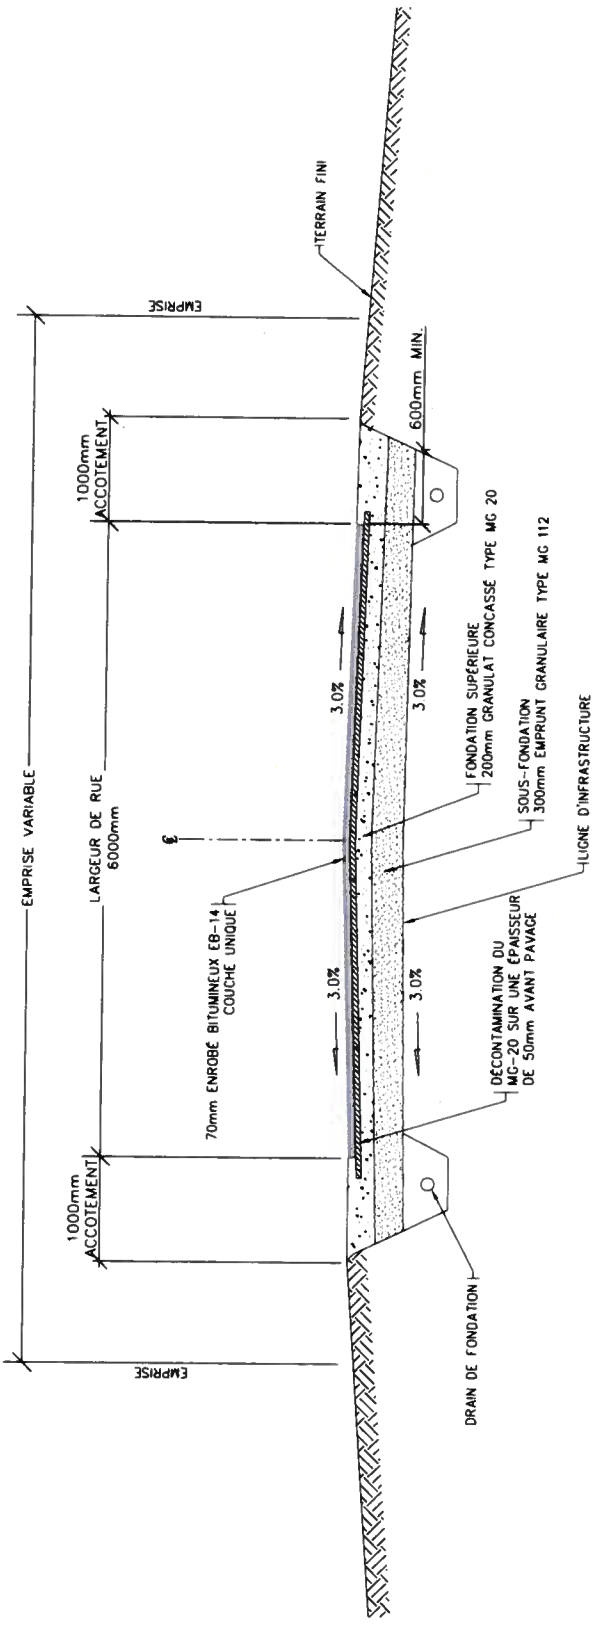 EMPRISE VARIABLE
EMPRISE
EMPRISE
1000mm
ACCOTEMENT
LARGEUR DE RUE
6000mm
1000mm
ACCOTEMENT
70mm ENROBÉ BITUMINEUX EB-14
COUCHE UNIQUE
TERRAIN FINI
3.0%
3.0%
3.0%
3.0%
600mm MIN.
DRAIN DE FONDATION
DÉCONTAMINATION DU
MG-20 SUR UNE ÉPAISSEUR
DE 50mm AVANT PAVAGE
FONDATION SUPÉRIEURE
200mm GRANULAT CONCASSÉ TYPE MG 20
SOUS-FONDATION
300mm EMPRUNT GRANULAIRE TYPE MG 112
LIGNE D'INFRASTRUCTURE